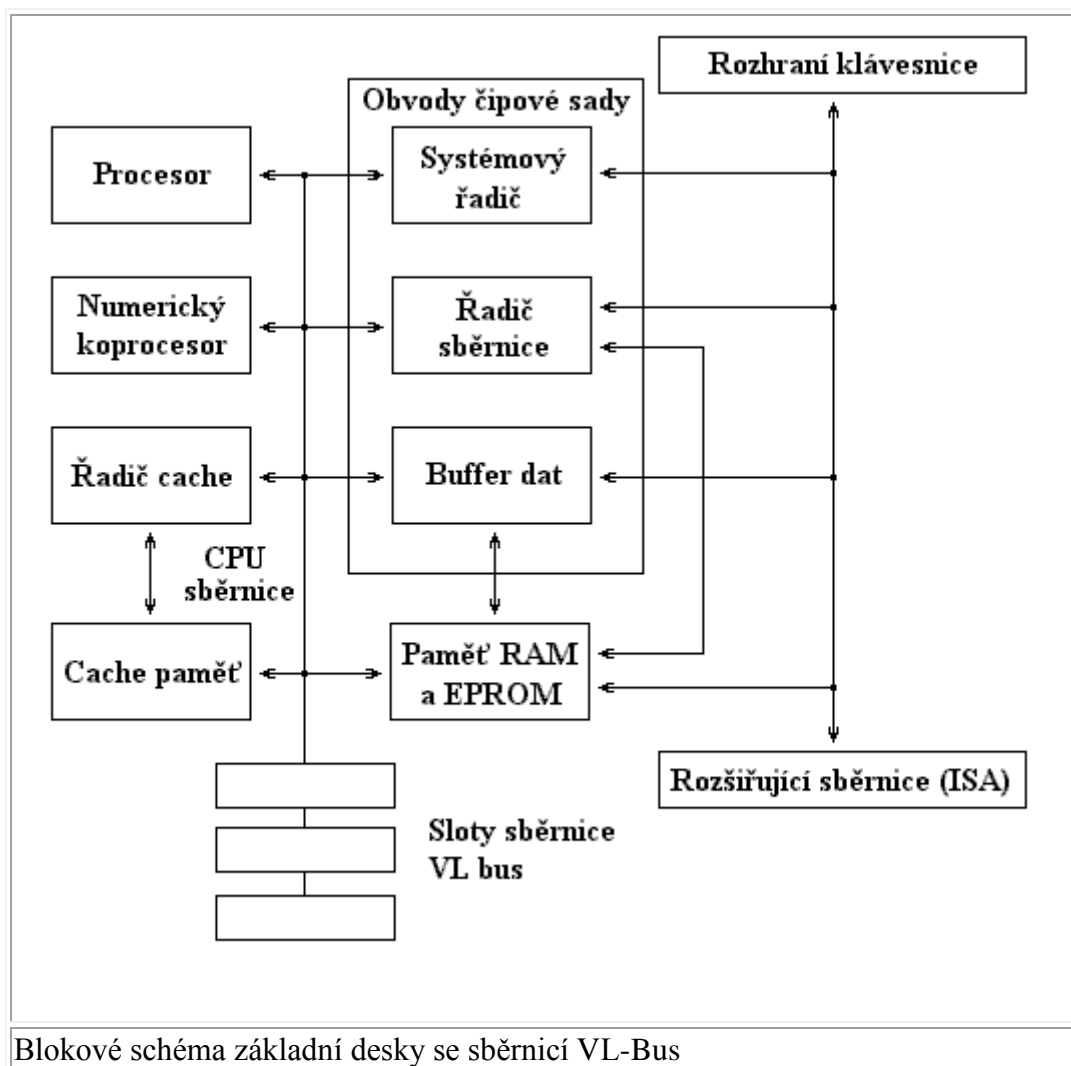 Rozhraní klávesnice
Obvody čipové sady
Procesor
Systémový
řadič
Numerický
koprocesor
Řadič
sběrnice
Řadič cache
Buffer dat
CPU
sběrnice
Cache paměť
Paměť RAM
a EPROM
Rozšiřující sběrnice (ISA)
Sloty sběrnice
VL bus
Blokové schéma základní desky se sběrnicí VL-Bus